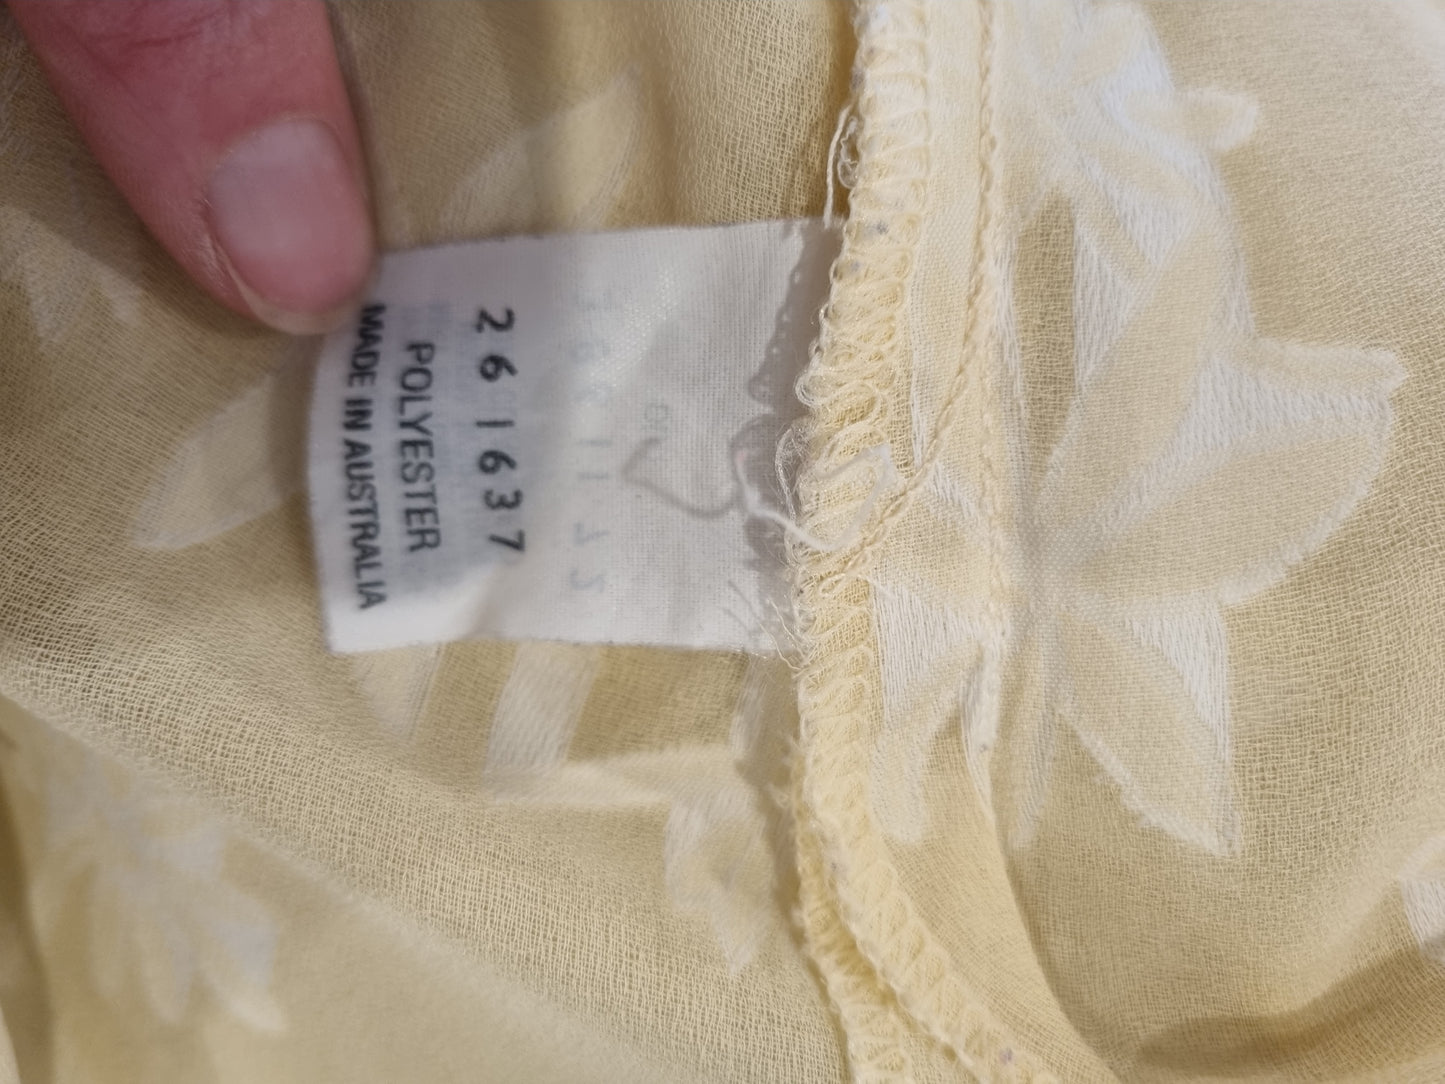 261637
POLYESTER
MADE IN AUSTRALIA